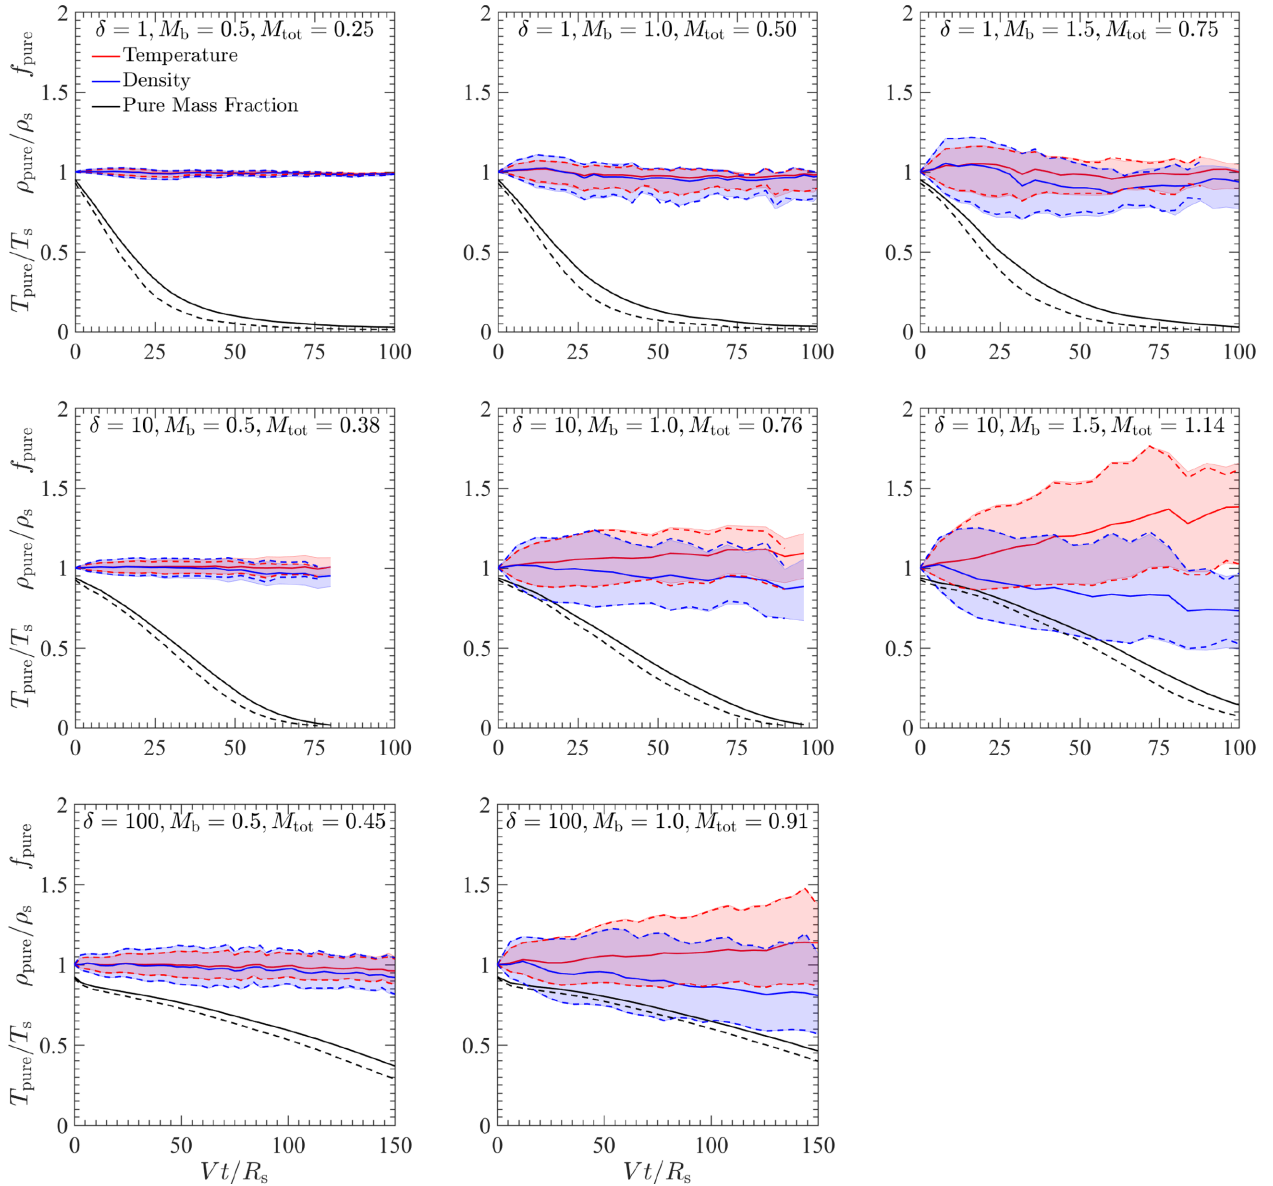 δ = 1, M_b = 0.5, M_tot = 0.25
Temperature
Density
Pure Mass Fraction
T_pure/T_s ρ_pure/ρ_s f_pure
2
1.5
1
0.5
0
0 25 50 75 100
δ = 1, M_b = 1.0, M_tot = 0.50
2
1.5
1
0.5
0
0 25 50 75 100
δ = 1, M_b = 1.5, M_tot = 0.75
2
1.5
1
0.5
0
0 25 50 75 100
δ = 10, M_b = 0.5, M_tot = 0.38
T_pure/T_s ρ_pure/ρ_s f_pure
2
1.5
1
0.5
0
0 25 50 75 100
δ = 10, M_b = 1.0, M_tot = 0.76
2
1.5
1
0.5
0
0 25 50 75 100
δ = 10, M_b = 1.5, M_tot = 1.14
2
1.5
1
0.5
0
0 25 50 75 100
δ = 100, M_b = 0.5, M_tot = 0.45
T_pure/T_s ρ_pure/ρ_s f_pure
2
1.5
1
0.5
0
0 50 100 150
Vt/R_s
δ = 100, M_b = 1.0, M_tot = 0.91
2
1.5
1
0.5
0
0 50 100 150
Vt/R_s